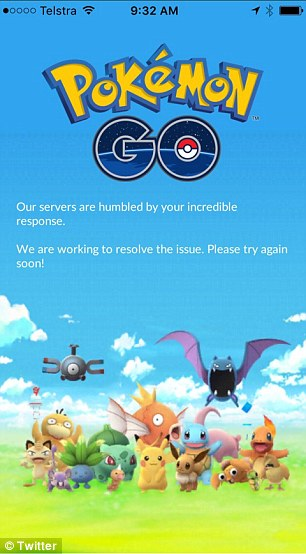 Telstra 9:32 AM
POKéMON
™
GO
Our servers are humbled by your incredible
response.
We are working to resolve the issue. Please try again
soon!
© Twitter